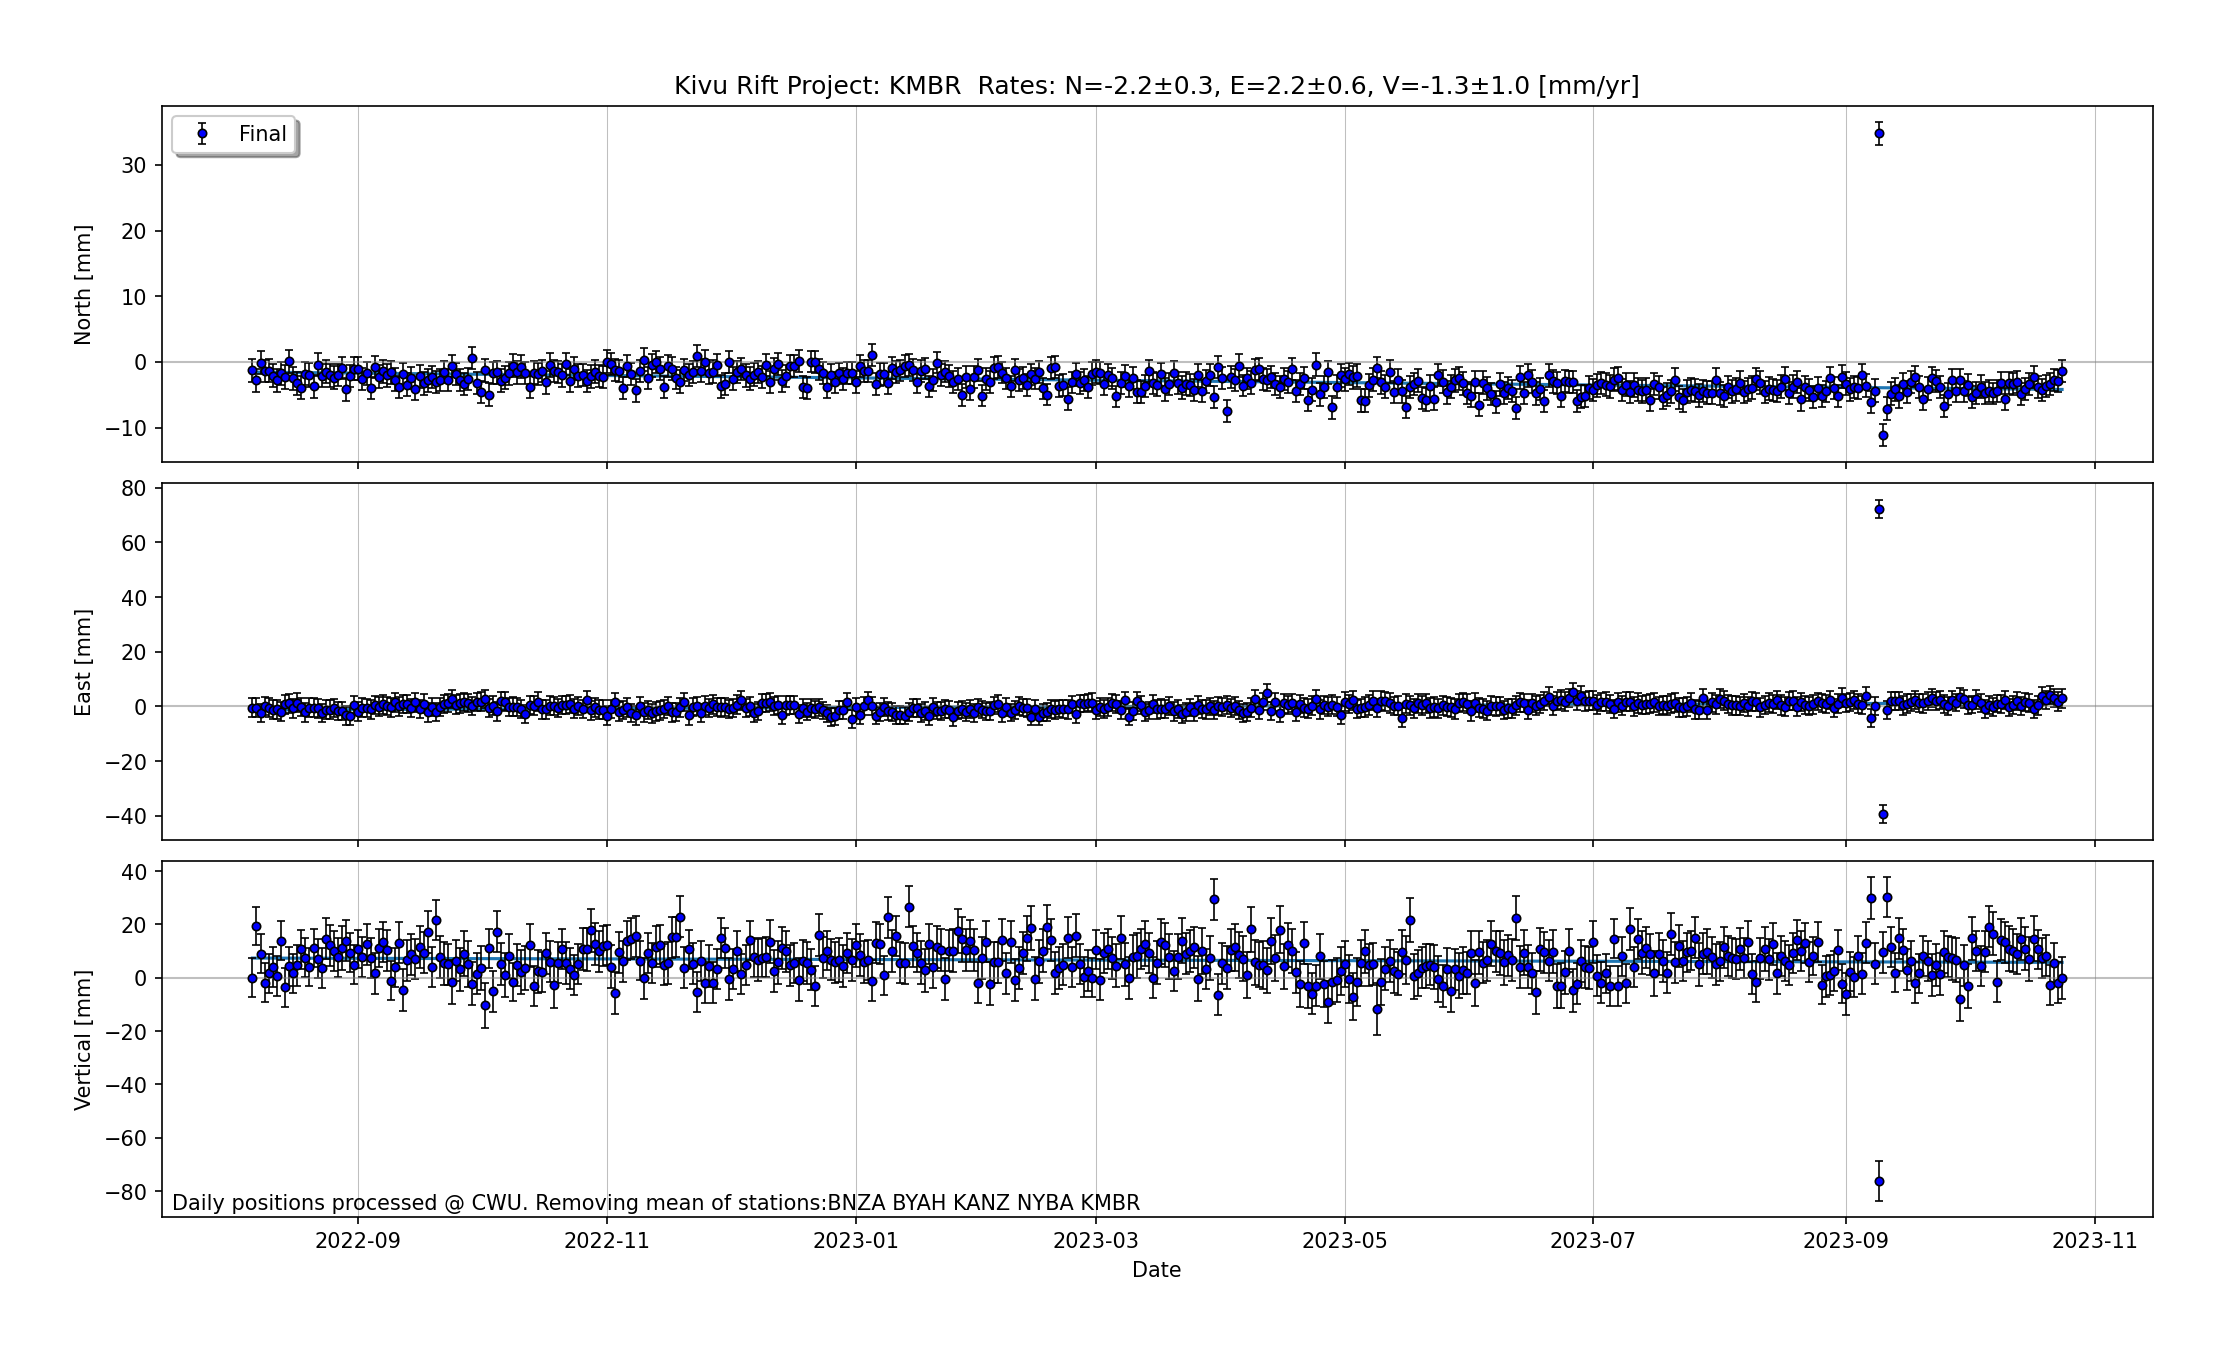 Kivu Rift Project: KMBR  Rates: N=-2.2±0.3, E=2.2±0.6, V=-1.3±1.0 [mm/yr]
Final
North [mm]
30
20
10
0
−10
East [mm]
80
60
40
20
0
−20
−40
Vertical [mm]
40
20
0
−20
−40
−60
−80
Daily positions processed @ CWU. Removing mean of stations:BNZA BYAH KANZ NYBA KMBR
2022-09 2022-11 2023-01 2023-03 2023-05 2023-07 2023-09 2023-11
Date